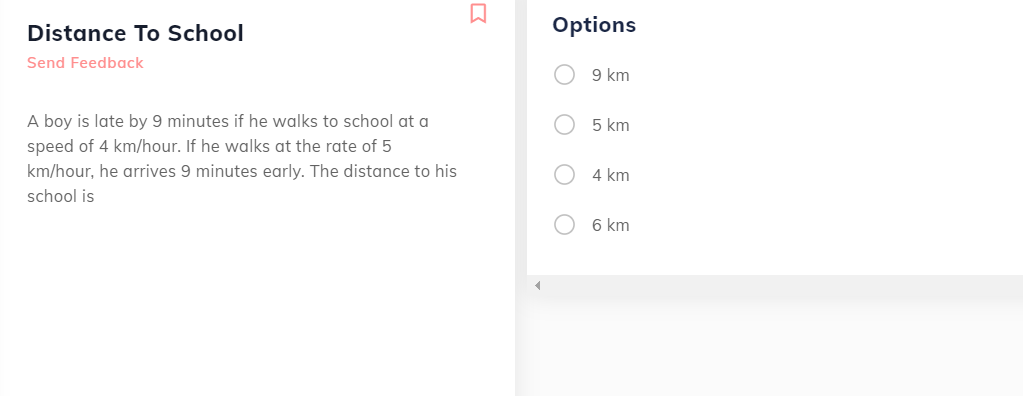 Distance To School
Send Feedback
A boy is late by 9 minutes if he walks to school at a
speed of 4 km/hour. If he walks at the rate of 5
km/hour, he arrives 9 minutes early. The distance to his
school is
Options
9 km
5 km
4 km
6 km